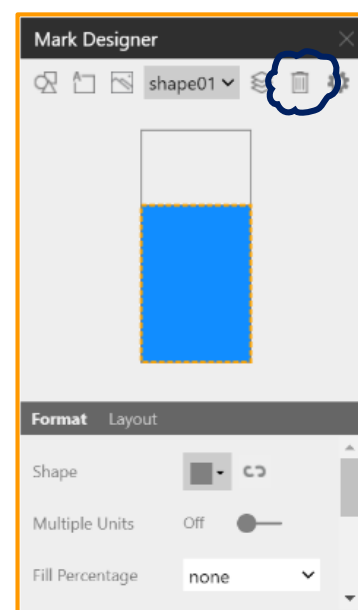 Mark Designer
shape01
Format Layout
Shape
Multiple Units Off
Fill Percentage none